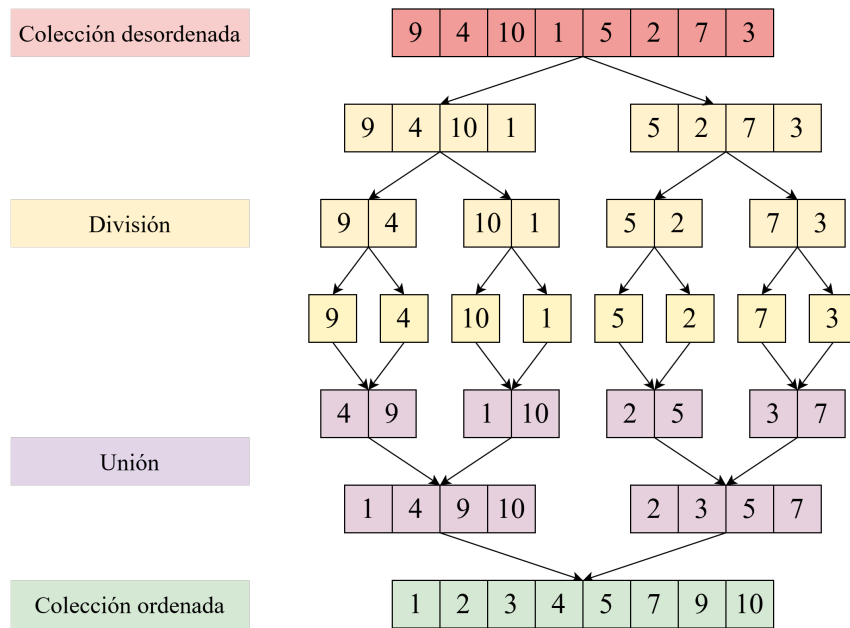 Colección desordenada
9 4 10 1 5 2 7 3
9 4 10 1
5 2 7 3
División
9 4
10 1
5 2
7 3
9
4
10
1
5
2
7
3
4 9
1 10
2 5
3 7
Unión
1 4 9 10
2 3 5 7
Colección ordenada
1 2 3 4 5 7 9 10